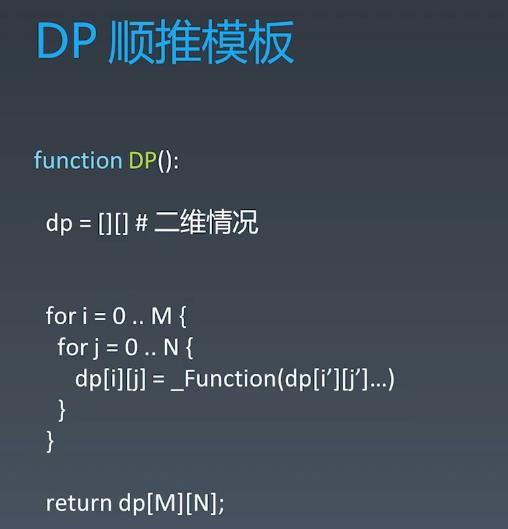 DP 顺推模板
function DP():
dp = [][] # 二维情况
for i = 0 .. M {
for j = 0 .. N {
dp[i][j] = _Function(dp[i’][j’]…)
}
}
return dp[M][N];